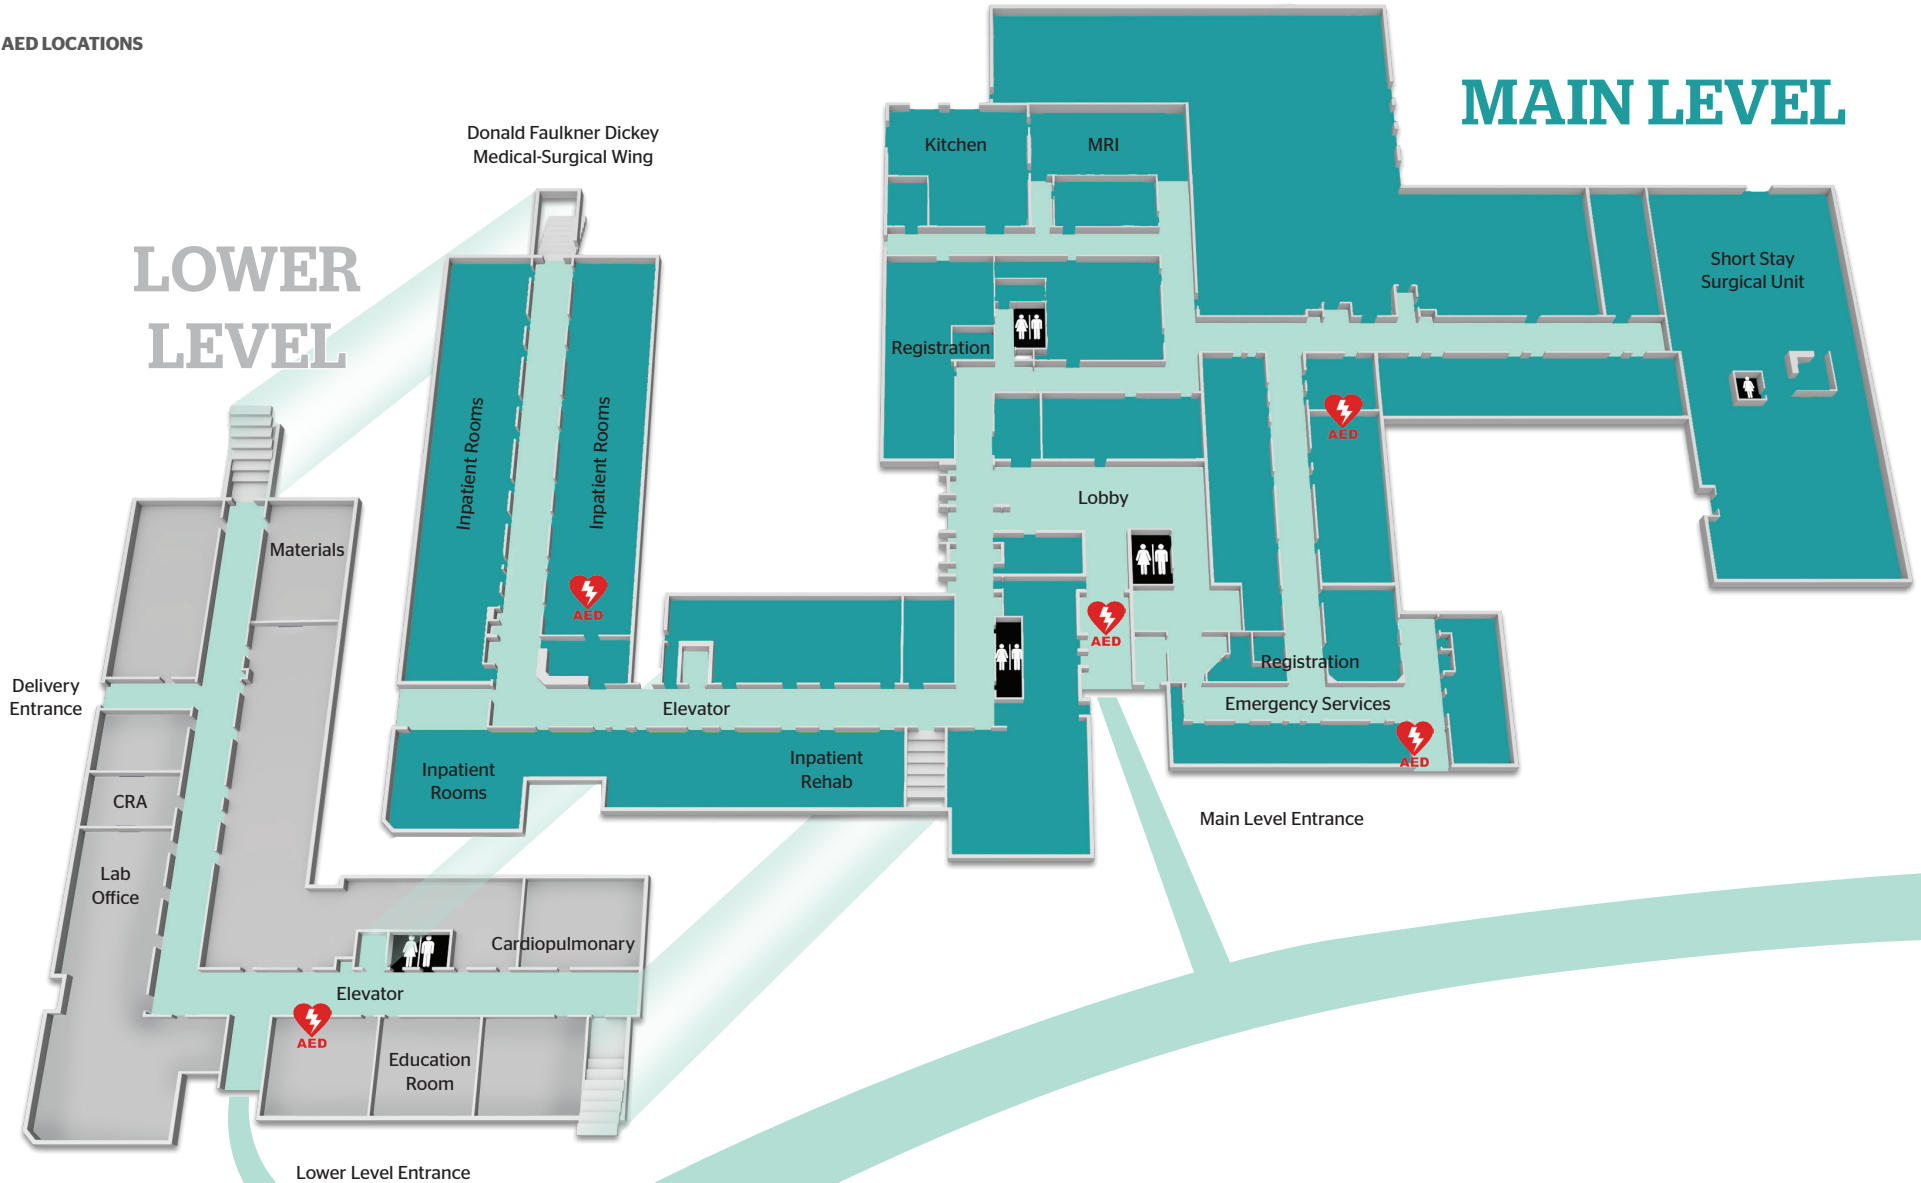 AED LOCATIONS
MAIN LEVEL
LOWER
LEVEL
Donald Faulkner Dickey
Medical-Surgical Wing
Kitchen
MRI
Short Stay
Surgical Unit
Registration
Inpatient Rooms
Inpatient Rooms
AED
Lobby
Materials
AED
AED
Registration
Delivery
Entrance
Elevator
Emergency Services
AED
Inpatient
Rooms
Inpatient
Rehab
CRA
Main Level Entrance
Lab
Office
Cardiopulmonary
Elevator
AED
Education
Room
Lower Level Entrance